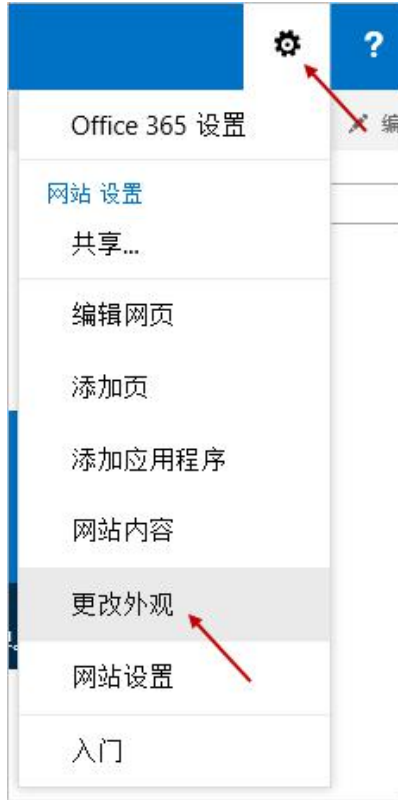 ?
Office 365 设置
编
网站 设置
共享...
编辑网页
添加页
添加应用程序
网站内容
更改外观
网站设置
入门